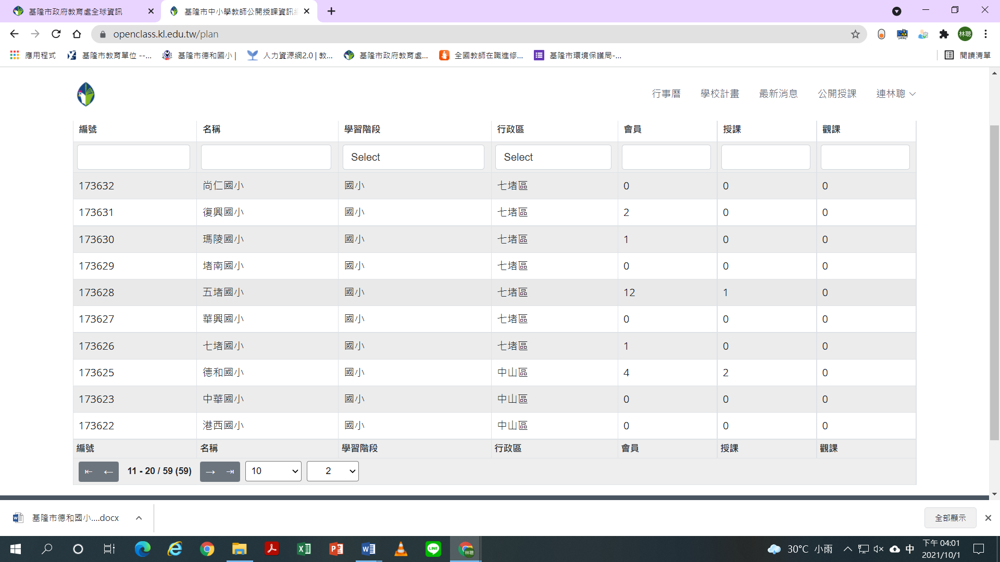 基隆市政府教育處全球資訊
基隆市中小學教師公開授課資訊
openclass.kl.edu.tw/plan
林聰
應用程式
基隆市教育單位 --...
基隆市德和國小 |
人力資源網2.0 | 教...
基隆市政府教育處...
全國教師在職進修...
基隆市環境保護局-...
閱讀清單
行事曆 學校計畫 最新消息 公開授課 連林聰
編號 名稱 學習階段 行政區 會員 授課 觀課
Select Select
173632 尚仁國小 國小 七堵區 0 0 0
173631 復興國小 國小 七堵區 2 0 0
173630 瑪陵國小 國小 七堵區 1 0 0
173629 堵南國小 國小 七堵區 0 0 0
173628 五堵國小 國小 七堵區 12 1 0
173627 華興國小 國小 七堵區 0 0 0
173626 七堵國小 國小 七堵區 1 0 0
173625 德和國小 國小 中山區 4 2 0
173623 中華國小 國小 中山區 0 0 0
173622 港西國小 國小 中山區 0 0 0
編號 名稱 學習階段 行政區 會員 授課 觀課
11 - 20 / 59 (59) 10 2
基隆市德和國小....docx
全部顯示
30°C 小雨
中
下午 04:01
2021/10/1